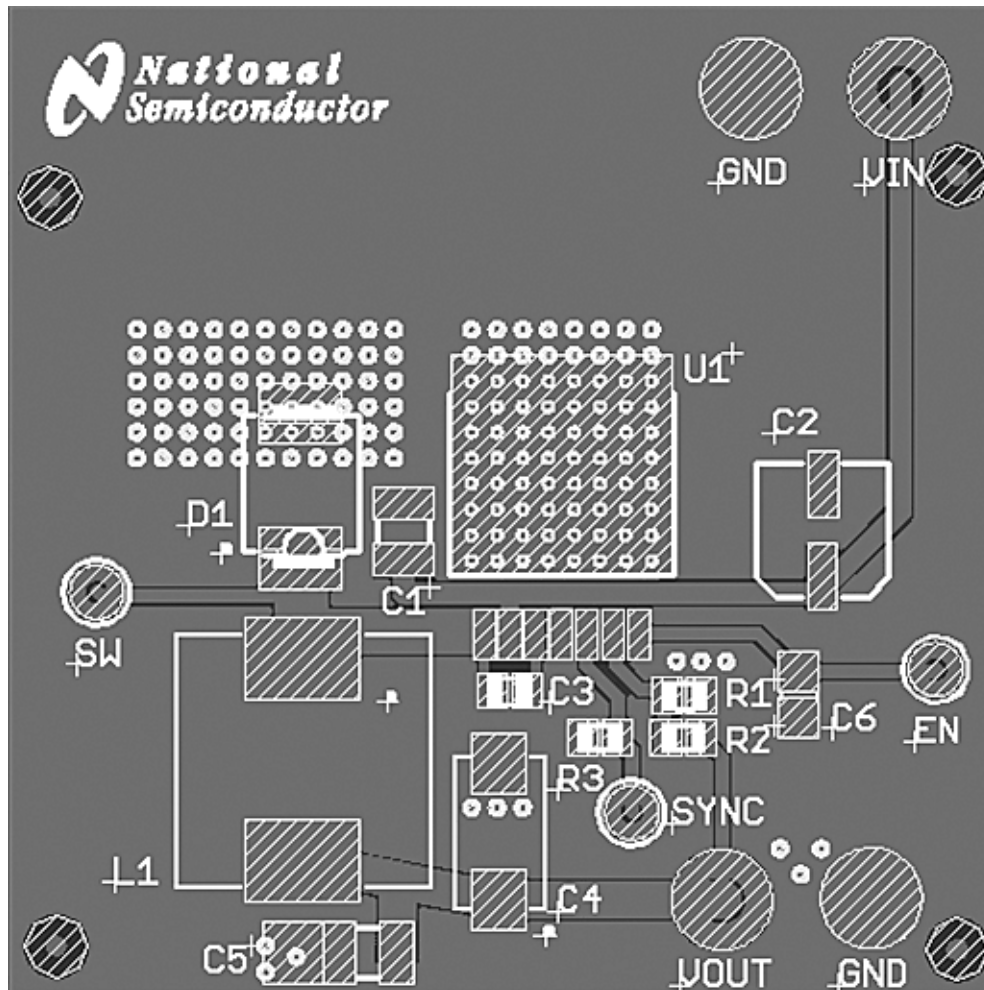 National
Semiconductor
GND
VIN
U1
C2
D1
C1
SW
C3
R1
C6
EN
R2
R3
SYNC
L1
C4
C5
VOUT
GND